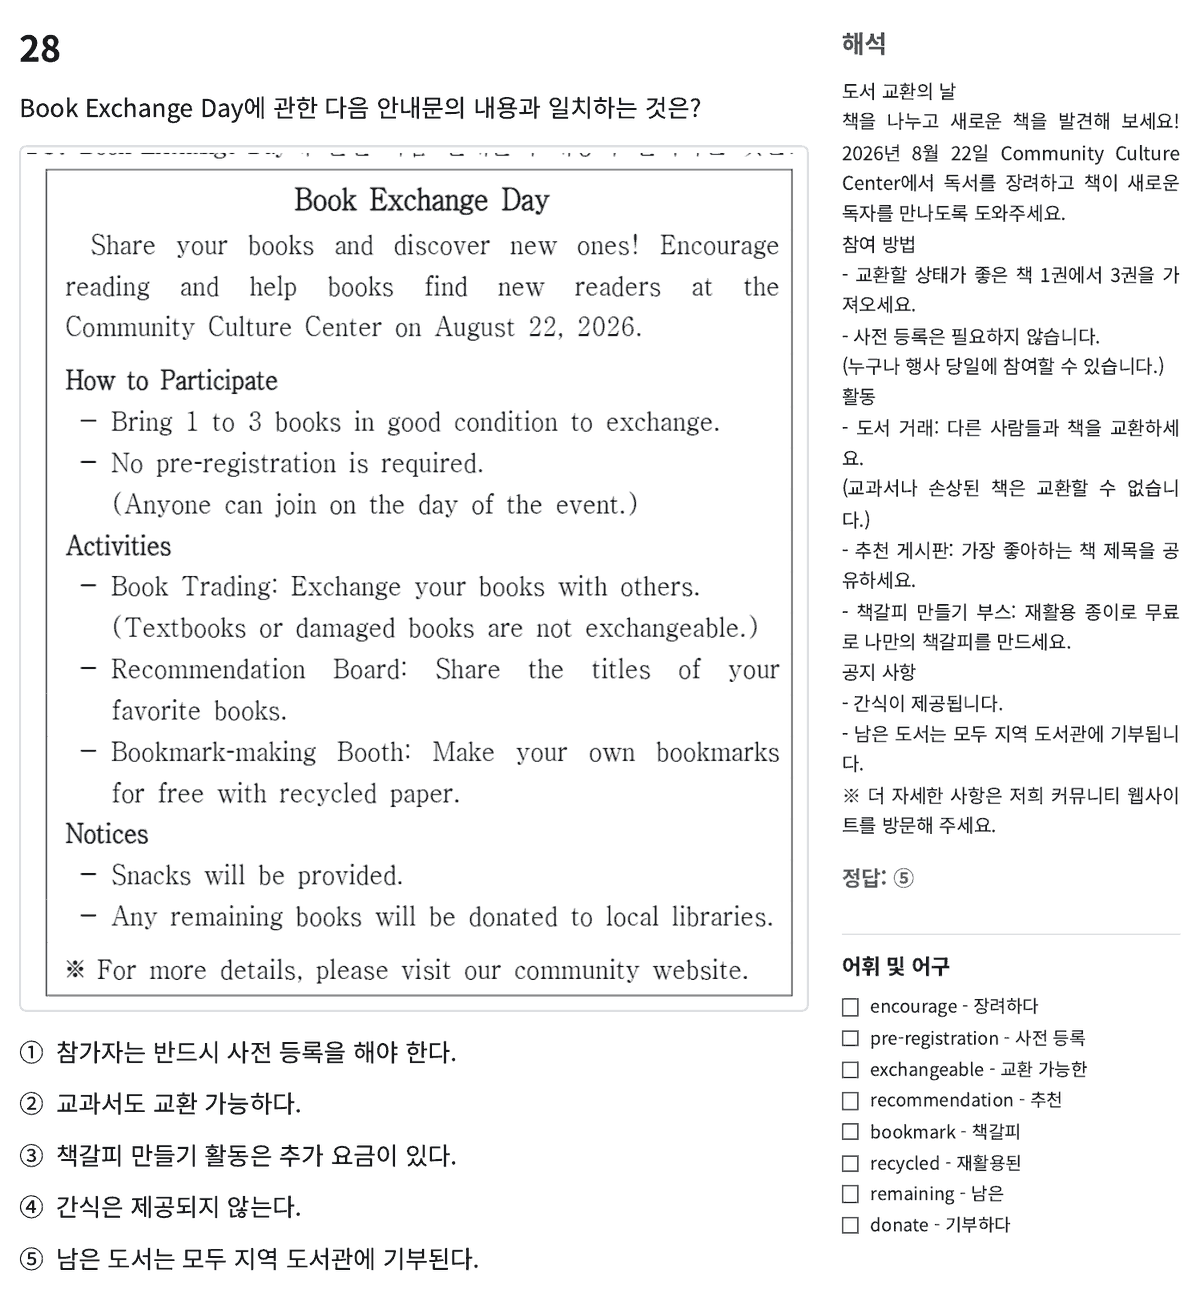 28
Book Exchange Day에 관한 다음 안내문의 내용과 일치하는 것은?
Book Exchange Day
Share your books and discover new ones! Encourage
reading and help books find new readers at the
Community Culture Center on August 22, 2026.
How to Participate
- Bring 1 to 3 books in good condition to exchange.
- No pre-registration is required.
(Anyone can join on the day of the event.)
Activities
- Book Trading: Exchange your books with others.
(Textbooks or damaged books are not exchangeable.)
- Recommendation Board: Share the titles of your
favorite books.
- Bookmark-making Booth: Make your own bookmarks
for free with recycled paper.
Notices
- Snacks will be provided.
- Any remaining books will be donated to local libraries.
※ For more details, please visit our community website.
① 참가자는 반드시 사전 등록을 해야 한다.
② 교과서도 교환 가능하다.
③ 책갈피 만들기 활동은 추가 요금이 있다.
④ 간식은 제공되지 않는다.
⑤ 남은 도서는 모두 지역 도서관에 기부된다.
해석
도서 교환의 날
책을 나누고 새로운 책을 발견해 보세요!
2026년 8월 22일 Community Culture
Center에서 독서를 장려하고 책이 새로운
독자를 만나도록 도와주세요.
참여 방법
- 교환할 상태가 좋은 책 1권에서 3권을 가
져오세요.
- 사전 등록은 필요하지 않습니다.
(누구나 행사 당일에 참여할 수 있습니다.)
활동
- 도서 거래: 다른 사람들과 책을 교환하세
요.
(교과서나 손상된 책은 교환할 수 없습니
다.)
- 추천 게시판: 가장 좋아하는 책 제목을 공
유하세요.
- 책갈피 만들기 부스: 재활용 종이로 무료
로 나만의 책갈피를 만드세요.
공지 사항
- 간식이 제공됩니다.
- 남은 도서는 모두 지역 도서관에 기부됩니
다.
※ 더 자세한 사항은 저희 커뮤니티 웹사이
트를 방문해 주세요.
정답: ⑤
어휘 및 어구
encourage - 장려하다
pre-registration - 사전 등록
exchangeable - 교환 가능한
recommendation - 추천
bookmark - 책갈피
recycled - 재활용된
remaining - 남은
donate - 기부하다